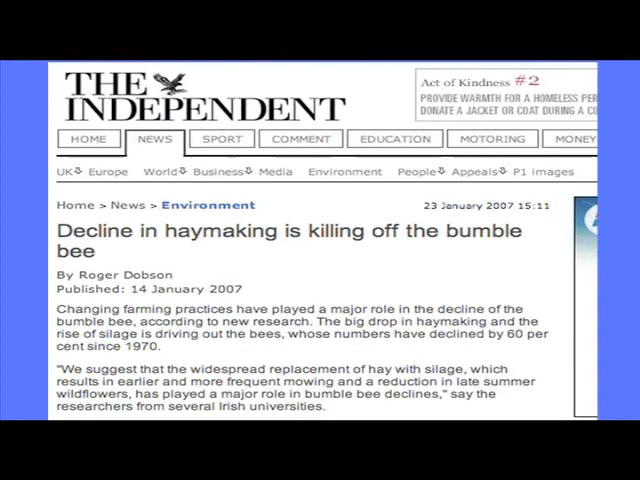 THE
INDEPENDENT
Act of Kindness #2
PROVIDE WARMTH FOR A HOMELESS
DONATE A JACKET OR COAT DURING A
HOME NEWS SPORT COMMENT EDUCATION MOTORING MONEY
UK Europe World Business Media Environment People Appeals P1 Images
Home > News > Environment 23 January 2007 15:11
Decline in haymaking is killing off the bumble
bee
By Roger Dobson
Published: 14 January 2007
Changing farming practices have played a major role in the decline of the
bumble bee, according to new research. The big drop in haymaking and the
rise of silage is driving out the bees, whose numbers have declined by 60 per
cent since 1970.
"We suggest that the widespread replacement of hay with silage, which
results in earlier and more frequent mowing and a reduction in late summer
wildflowers, has played a major role in bumble bee declines," say the
researchers from several Irish universities.